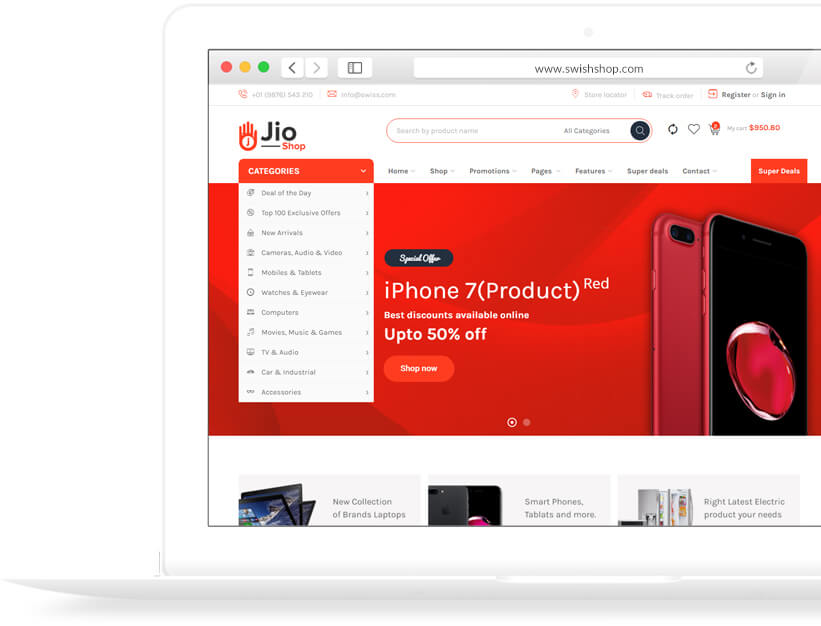 www.swishshop.com
+01 (9876) 543 210
info@swiss.com
Store locator
Track order
Register or Sign in
Jio
Shop
J
Search by product name
All Categories
My cart $950.80
CATEGORIES
Home
Shop
Promotions
Pages
Features
Super deals
Contact
Super Deals
Deal of the Day
Top 100 Exclusive Offers
New Arrivals
Cameras, Audio & Video
Mobiles & Tablets
Watches & Eyewear
Computers
Movies, Music & Games
TV & Audio
Car & Industrial
Accessories
Special Offer
iPhone 7(Product) Red
Best discounts available online
Upto 50% off
Shop now
New Collection
of Brands Laptops
Smart Phones,
Tablats and more.
Right Latest Electric
product your needs